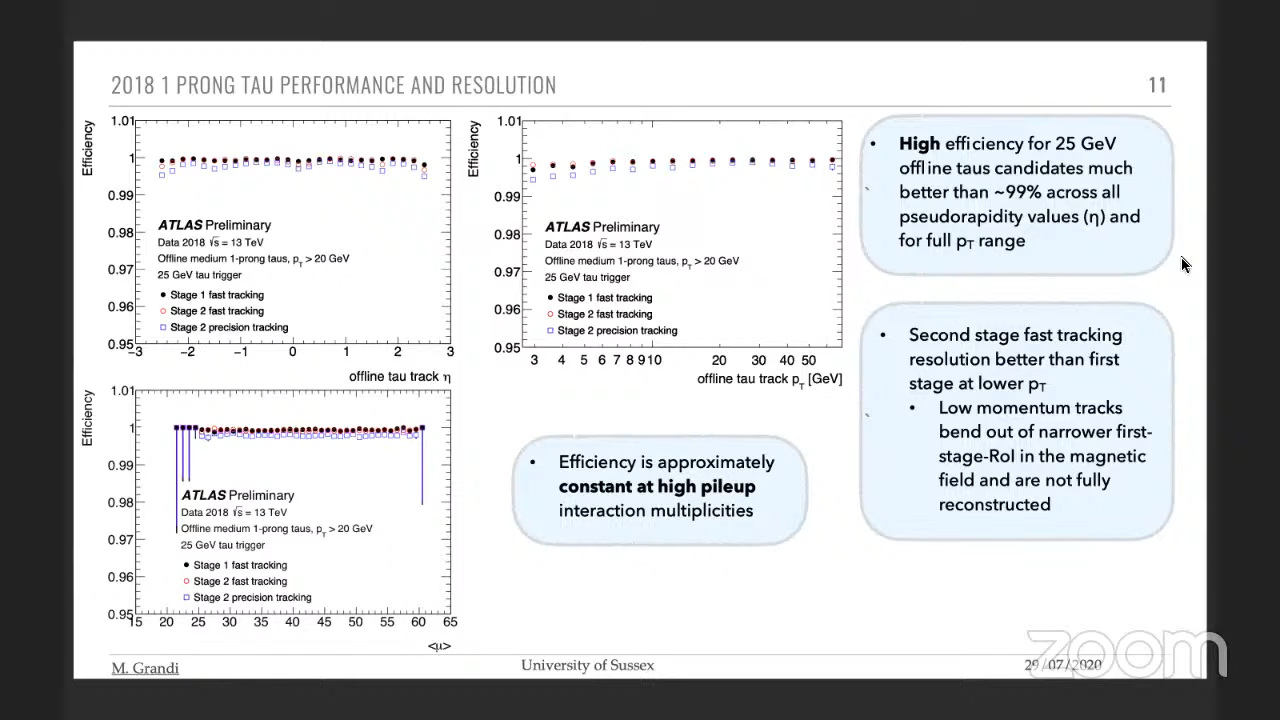 2018 1 PRONG TAU PERFORMANCE AND RESOLUTION
11
Efficiency
1.01
1
0.99
0.98
0.97
0.96
0.95
ATLAS Preliminary
Data 2018 √s = 13 TeV
Offline medium 1-prong taus, pT > 20 GeV
25 GeV tau trigger
Stage 1 fast tracking
Stage 2 fast tracking
Stage 2 precision tracking
−3 −2 −1 0 1 2 3
offline tau track η
Efficiency
1.01
1
0.99
0.98
0.97
0.96
0.95
ATLAS Preliminary
Data 2018 √s = 13 TeV
Offline medium 1-prong taus, pT > 20 GeV
25 GeV tau trigger
Stage 1 fast tracking
Stage 2 fast tracking
Stage 2 precision tracking
3 4 5 6 7 8 9 10 20 30 40 50
offline tau track pT [GeV]
• High efficiency for 25 GeV
offline taus candidates much
better than ~99% across all
pseudorapidity values (η) and
for full pT range
• Second stage fast tracking
resolution better than first
stage at lower pT
• Low momentum tracks
bend out of narrower first-
stage-RoI in the magnetic
field and are not fully
reconstructed
Efficiency
1.01
1
0.99
0.98
0.97
0.96
0.95
ATLAS Preliminary
Data 2018 √s = 13 TeV
Offline medium 1-prong taus, pT > 20 GeV
25 GeV tau trigger
Stage 1 fast tracking
Stage 2 fast tracking
Stage 2 precision tracking
15 20 25 30 35 40 45 50 55 60 65
<μ>
• Efficiency is approximately
constant at high pileup
interaction multiplicities
M. Grandi
University of Sussex
29/07/2020
zoom